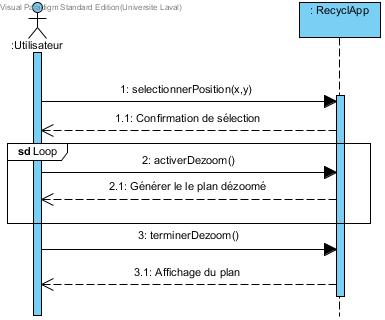 Visual Paradigm Standard Edition(Universite Laval)
: RecyclApp
:Utilisateur
1: selectionnerPosition(x,y)
1.1: Confirmation de sélection
sd Loop
2: activerDezoom()
2.1: Générer le le plan dézoomé
3: terminerDezoom()
3.1: Affichage du plan